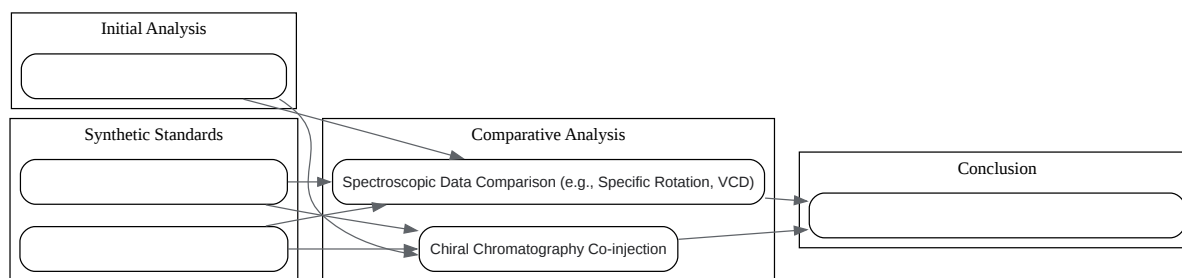 Initial Analysis
Synthetic Standards
Comparative Analysis
Spectroscopic Data Comparison (e.g., Specific Rotation, VCD)
Chiral Chromatography Co-injection
Conclusion